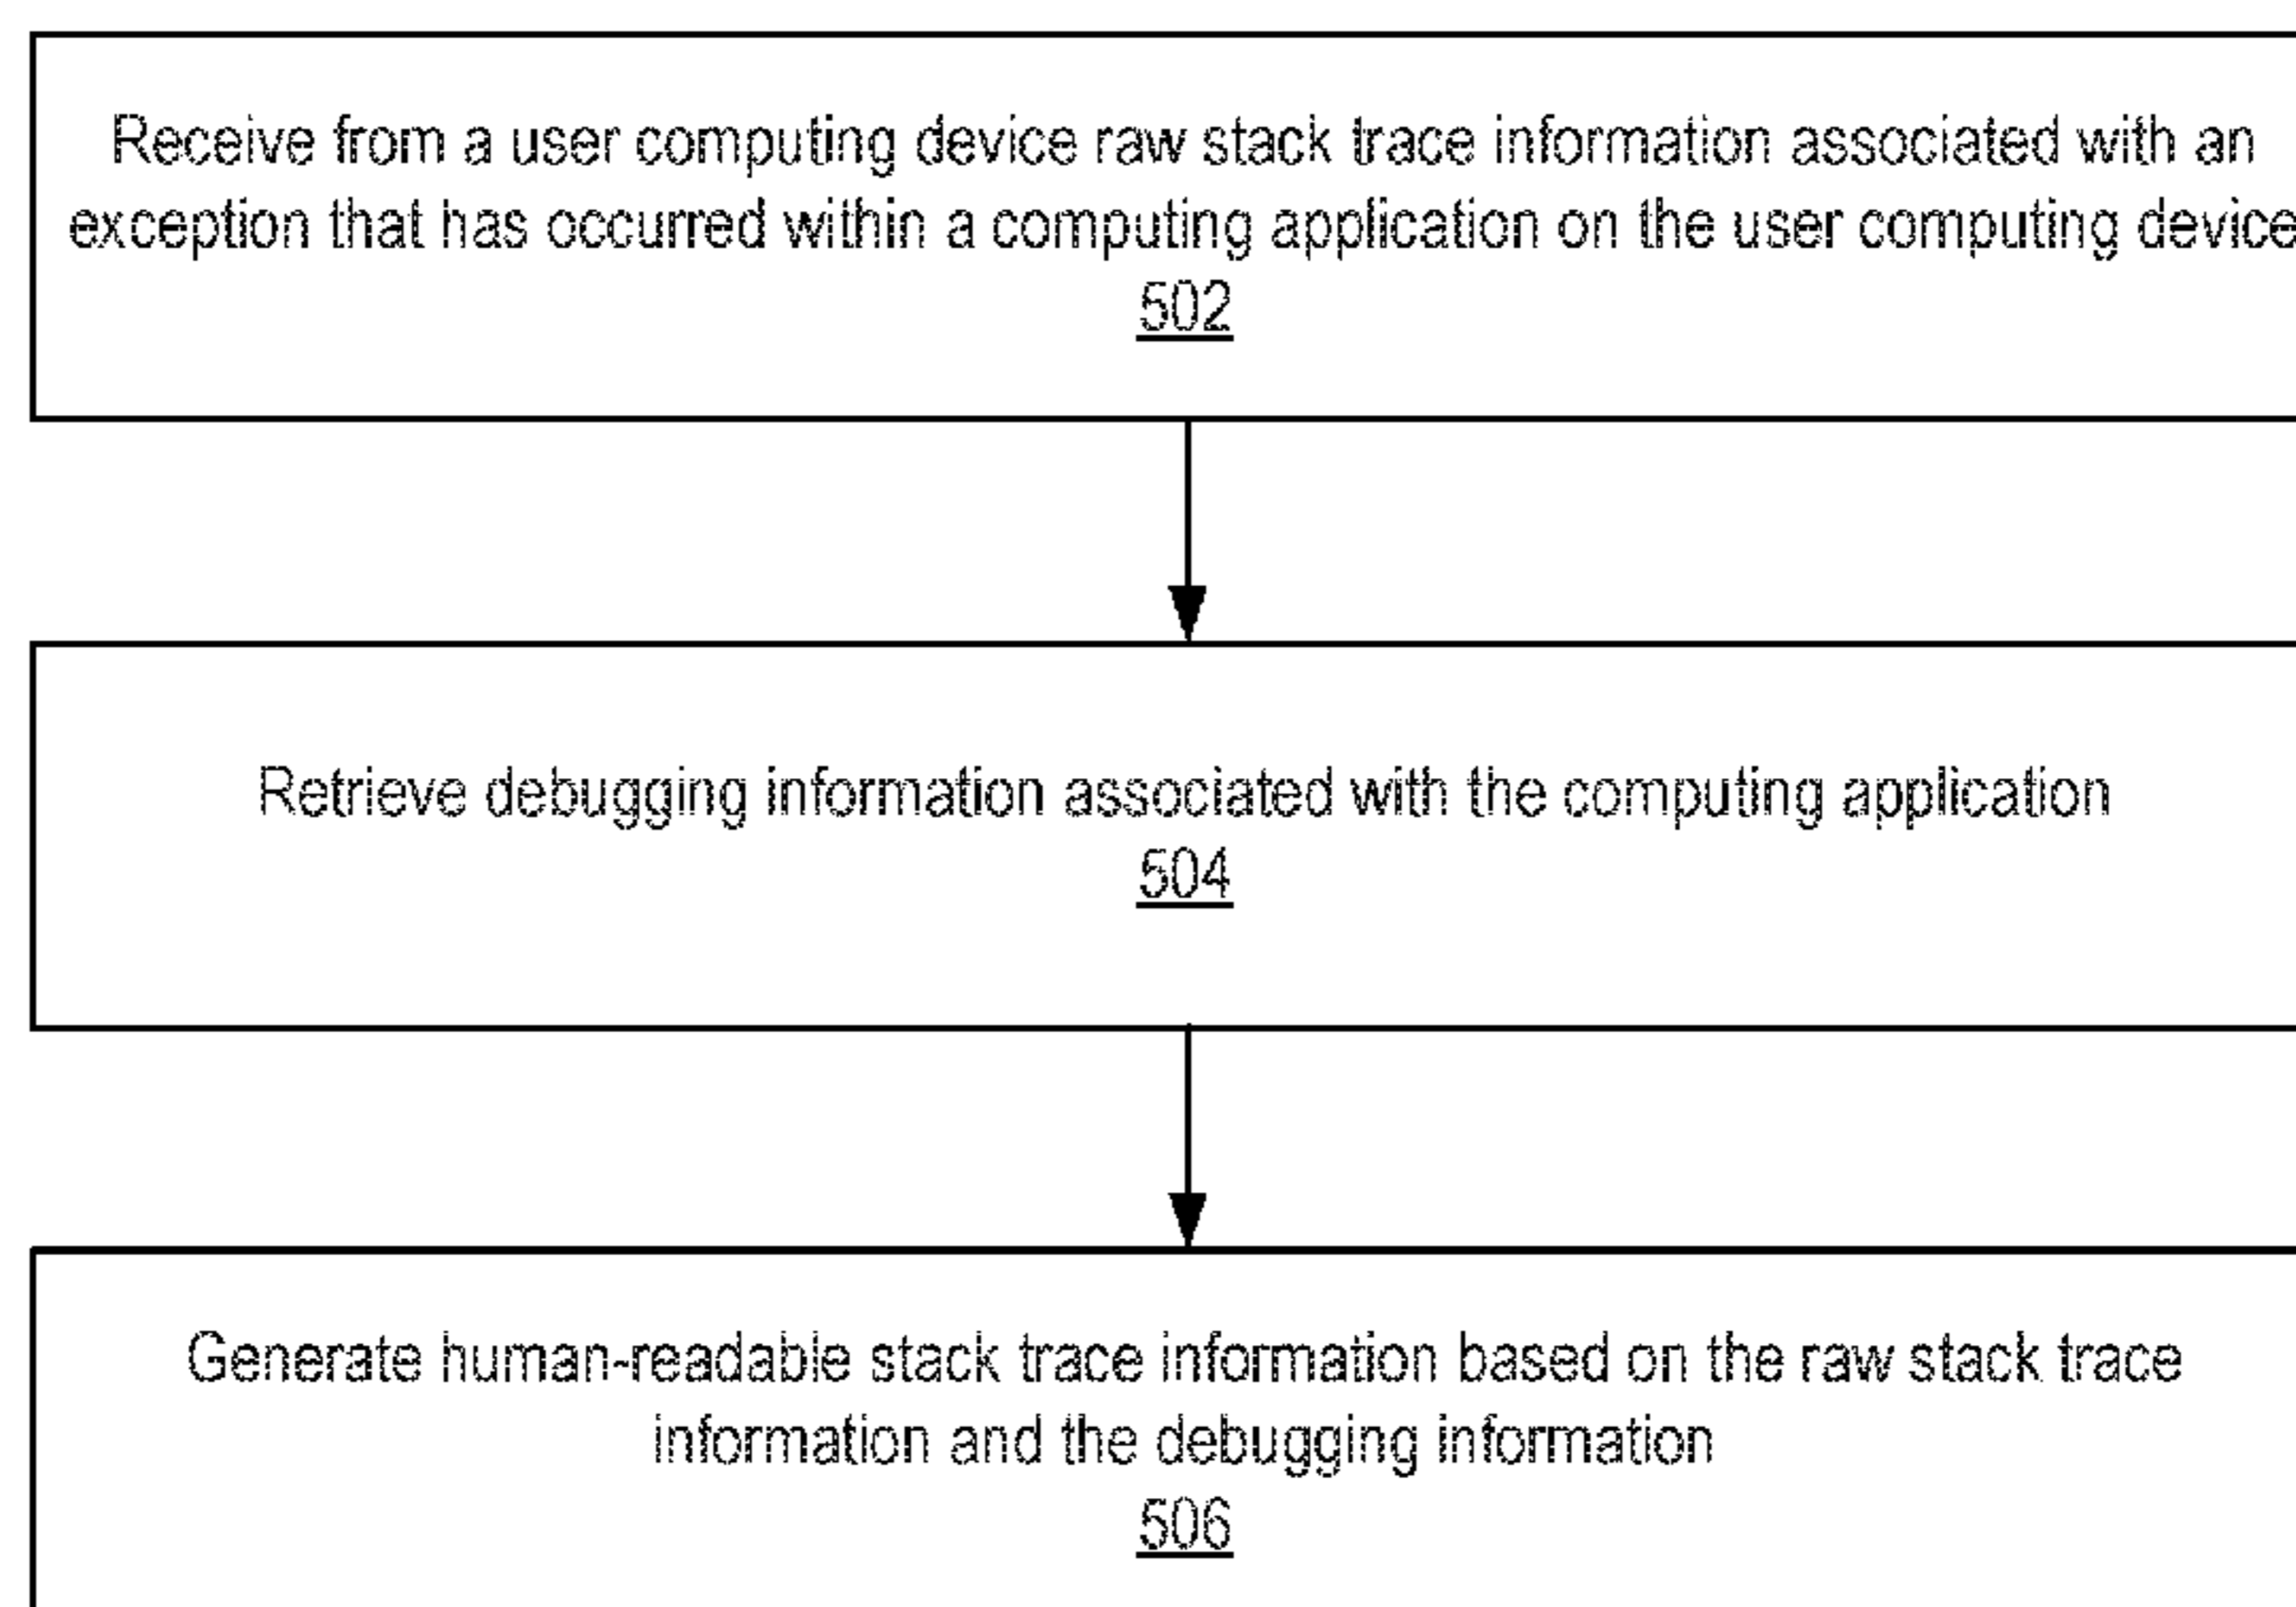 Receive from a user computing device raw stack trace information associated with an
exception that has occurred within a computing application on the user computing device
502
Retrieve debugging information associated with the computing application
504
Generate human-readable stack trace information based on the raw stack trace
information and the debugging information
506